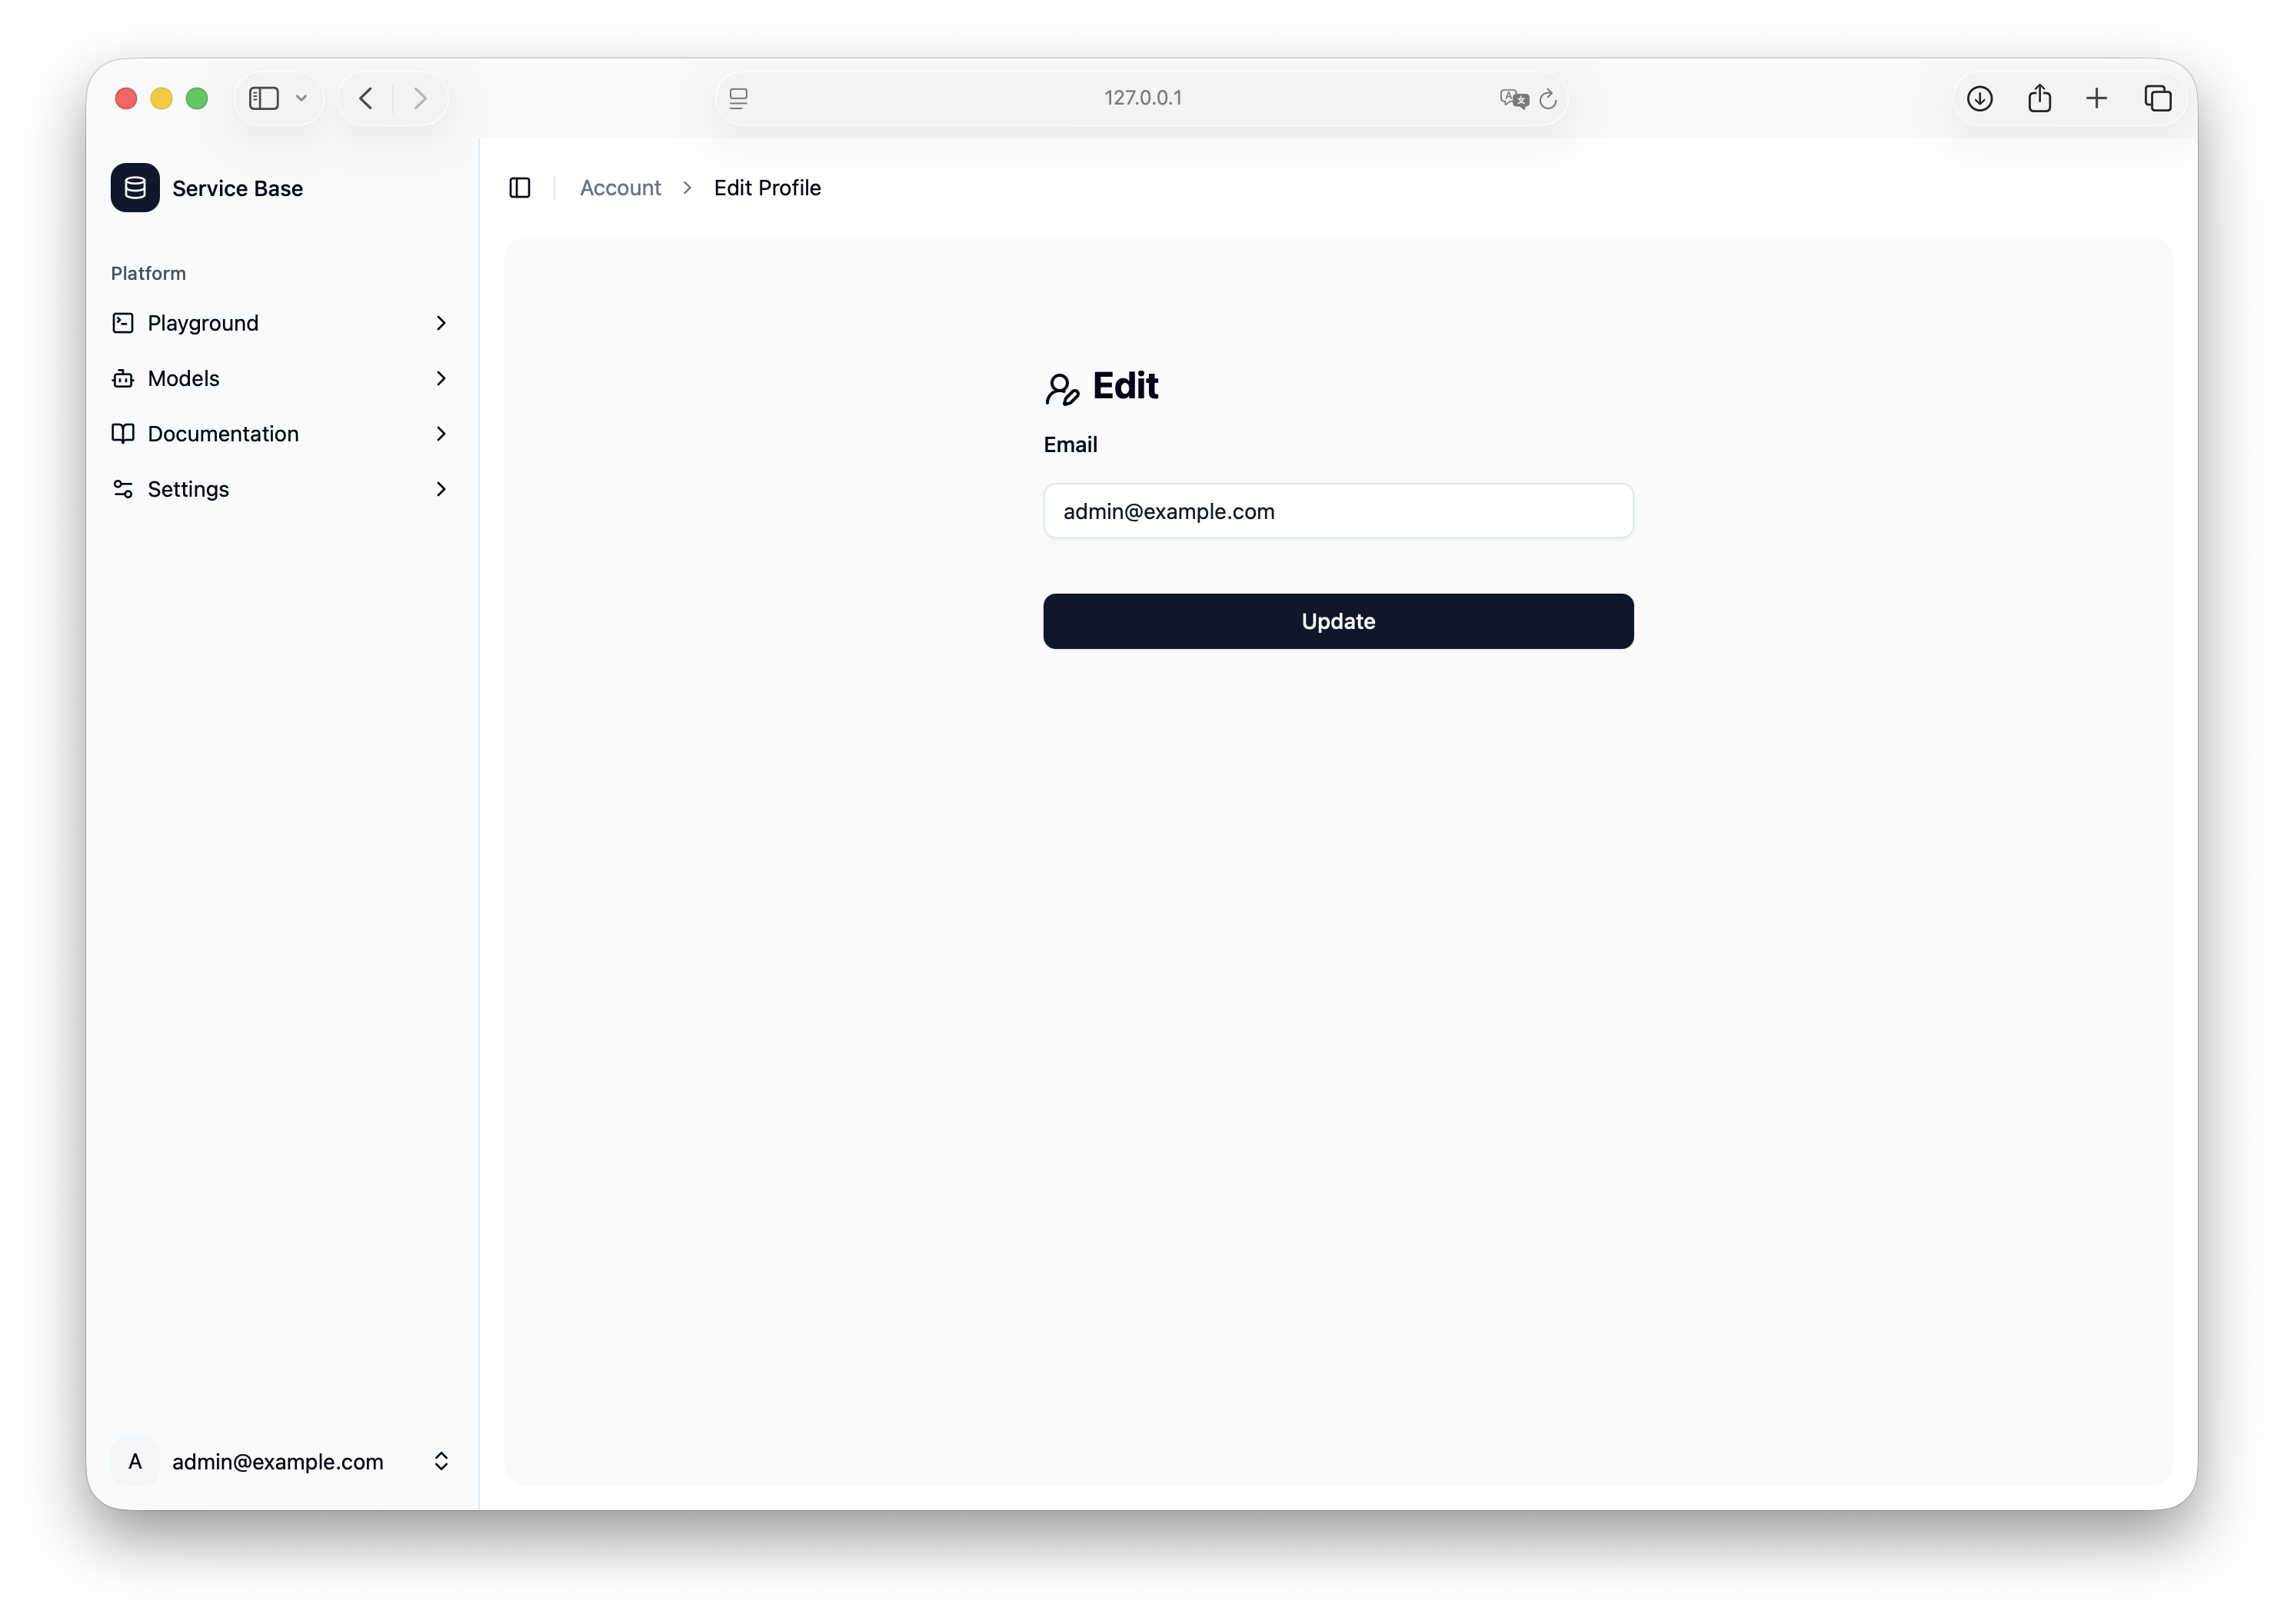 127.0.0.1
Service Base
Account
Edit Profile
Platform
Playground
Models
Documentation
Settings
Edit
Email
admin@example.com
Update
A
admin@example.com